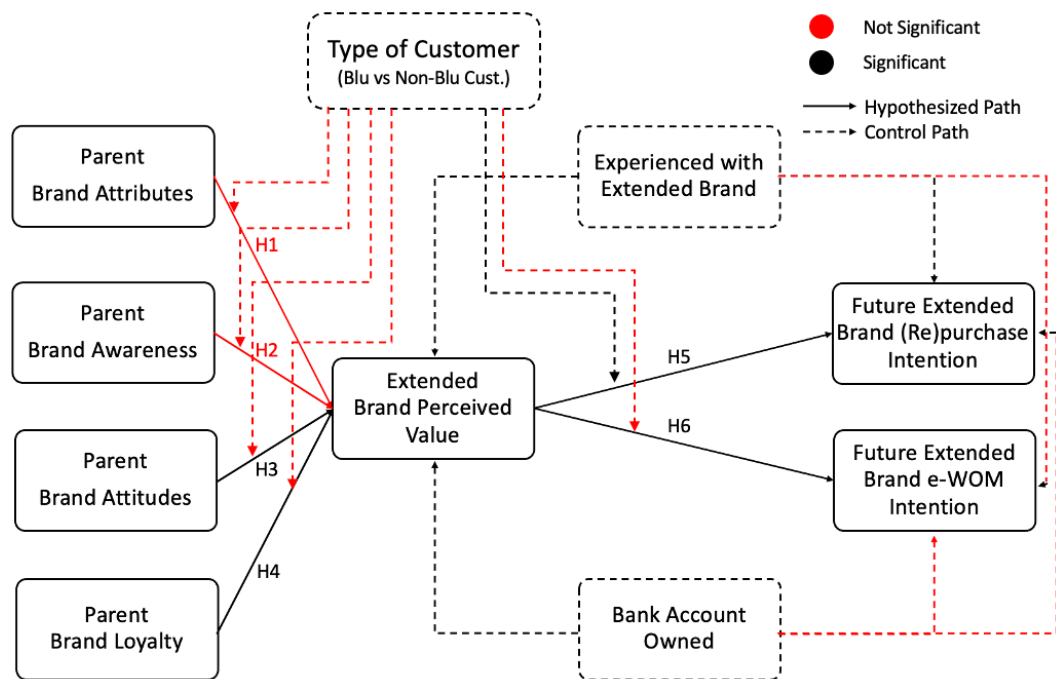 Type of Customer
(Blu vs Non-Blu Cust.)
Not Significant
Significant
Hypothesized Path
Control Path
Parent
Brand Attributes
Experienced with
Extended Brand
H1
Parent
Brand Awareness
H2
Future Extended
Brand (Re)purchase
Intention
H5
Extended
Brand Perceived
Value
H6
Parent
Brand Attitudes
H3
Future Extended
Brand e-WOM
Intention
H4
Parent
Brand Loyalty
Bank Account
Owned